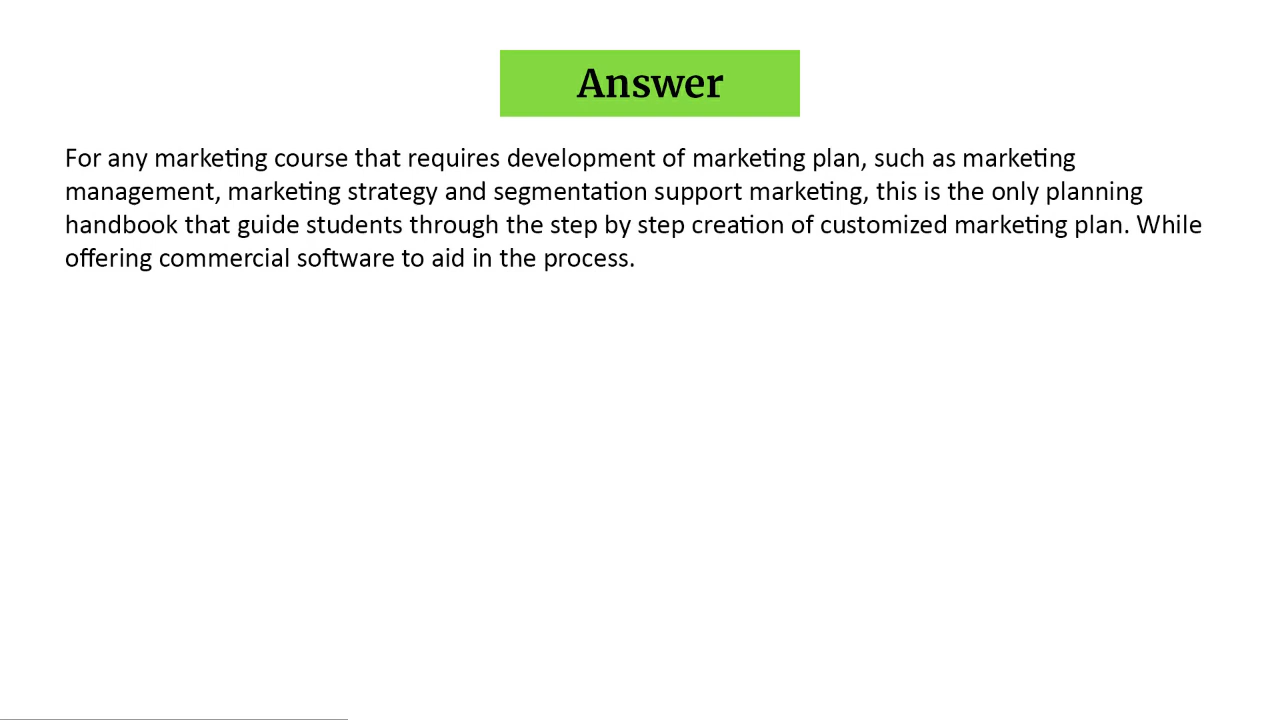 Answer
For any marketing course that requires development of marketing plan, such as marketing
management, marketing strategy and segmentation support marketing, this is the only planning
handbook that guide students through the step by step creation of customized marketing plan. While
offering commercial software to aid in the process.